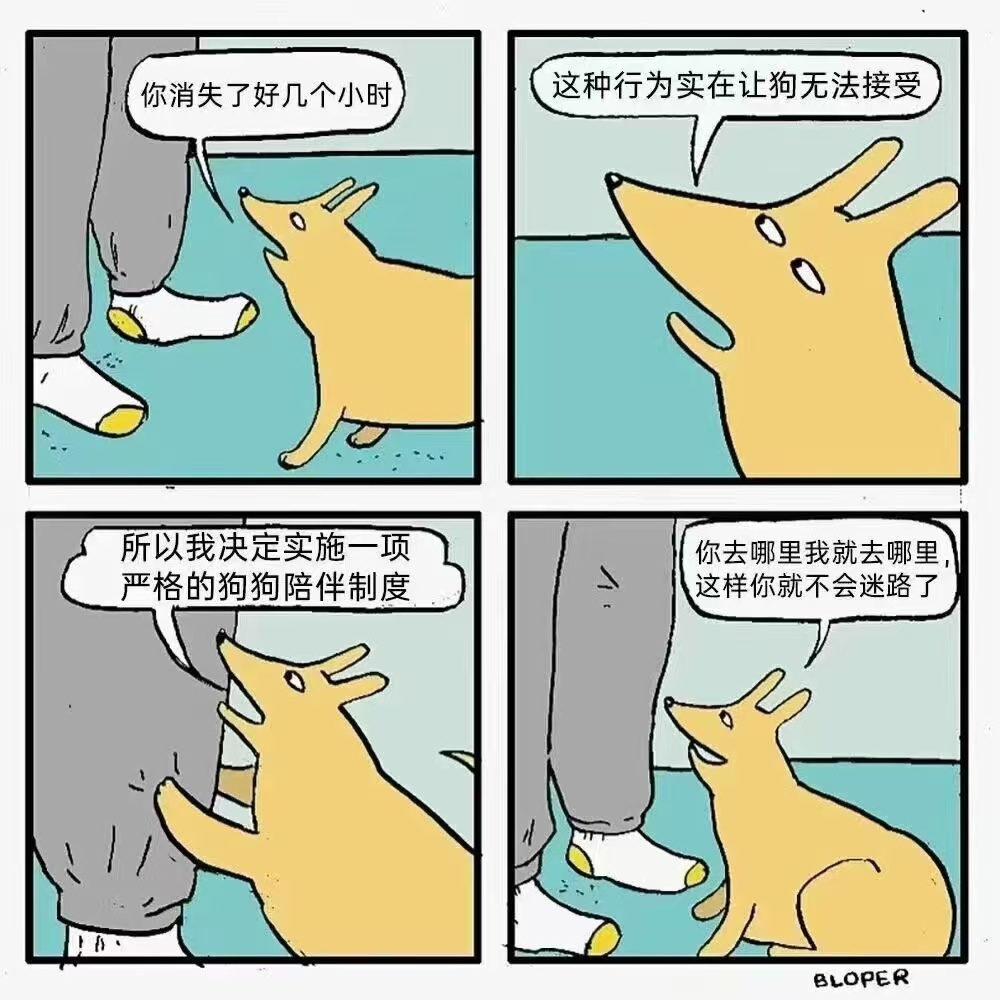 你消失了好几个小时
这种行为实在让狗无法接受
所以我决定实施一项
严格的狗狗陪伴制度
你去哪里我就去哪里,
这样你就不会迷路了
BLOPER